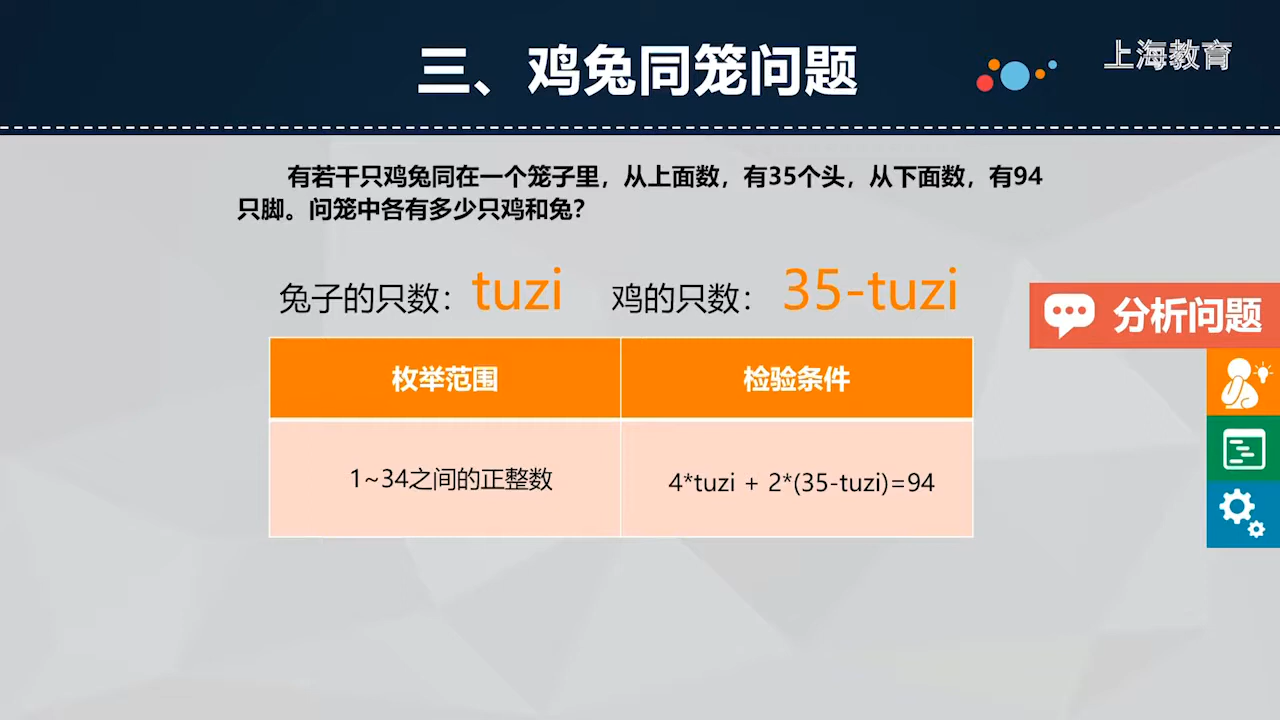 三、鸡兔同笼问题
上海教育
有若干只鸡兔同在一个笼子里，从上面数，有35个头，从下面数，有94
只脚。问笼中各有多少只鸡和兔？
兔子的只数：tuzi 鸡的只数：35-tuzi
分析问题
枚举范围 检验条件
1~34之间的正整数 4*tuzi + 2*(35-tuzi)=94